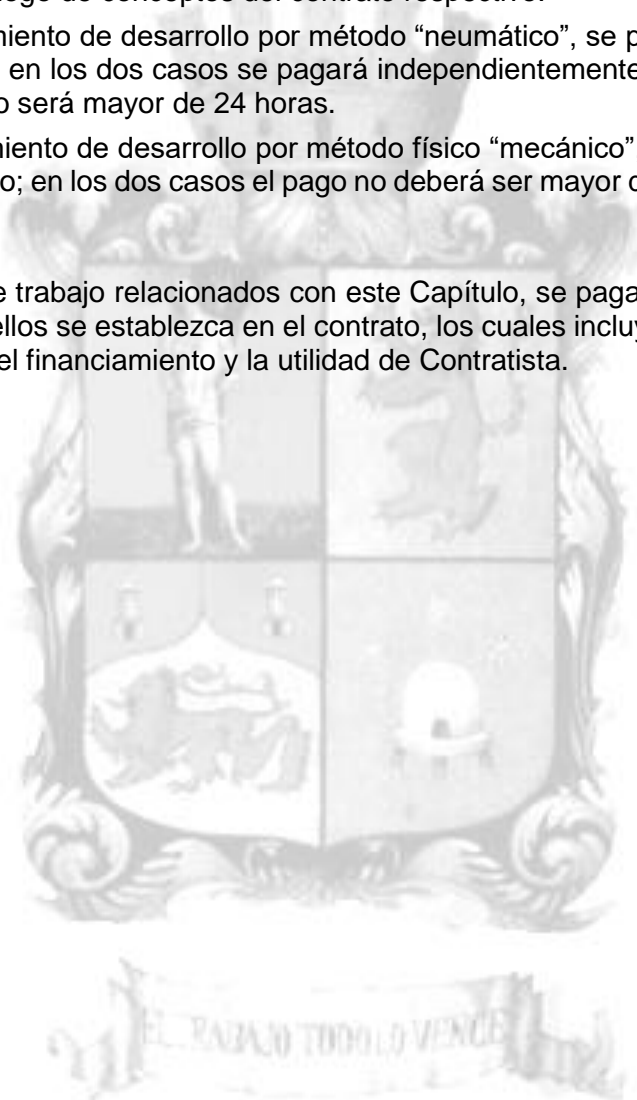 ogo de conceptos del contrato respectivo.
miento de desarrollo por método “neumático”, se p
en los dos casos se pagará independientemente
o será mayor de 24 horas.
miento de desarrollo por método físico “mecánico”
o; en los dos casos el pago no deberá ser mayor
e trabajo relacionados con este Capítulo, se paga
ellos se establezca en el contrato, los cuales incluy
el financiamiento y la utilidad de Contratista.
EL RABAJO TODO LO VENCE